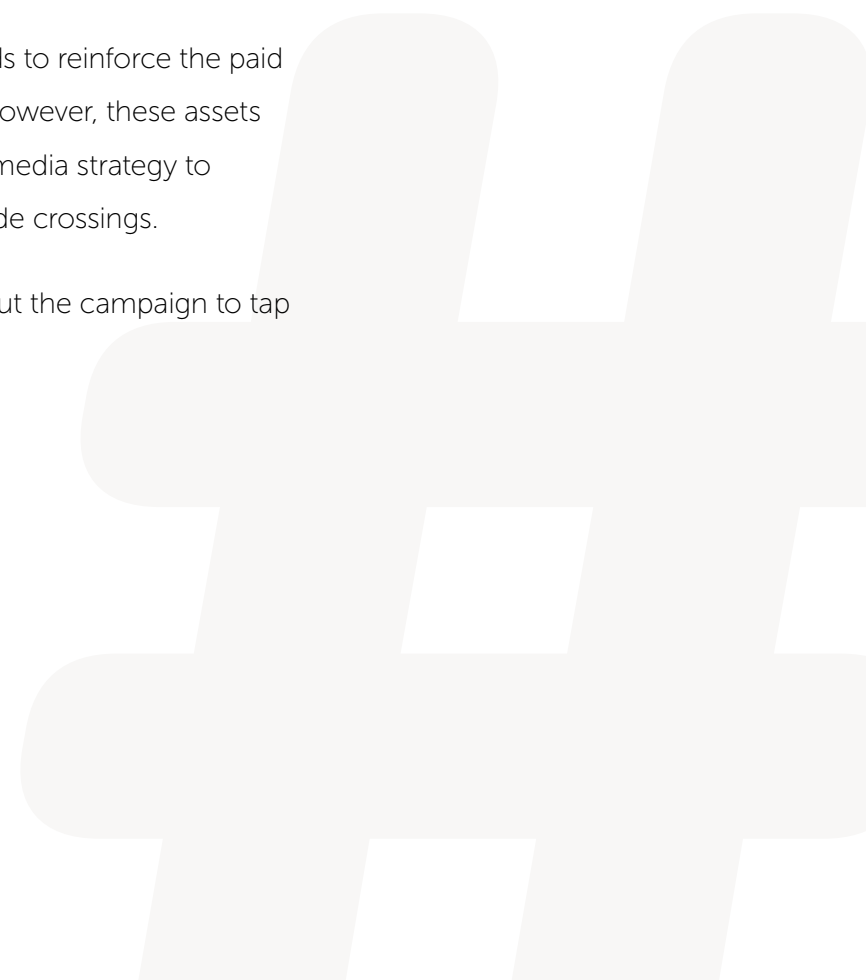 ls to reinforce the paid
owever, these assets
media strategy to
de crossings.
ut the campaign to tap
#